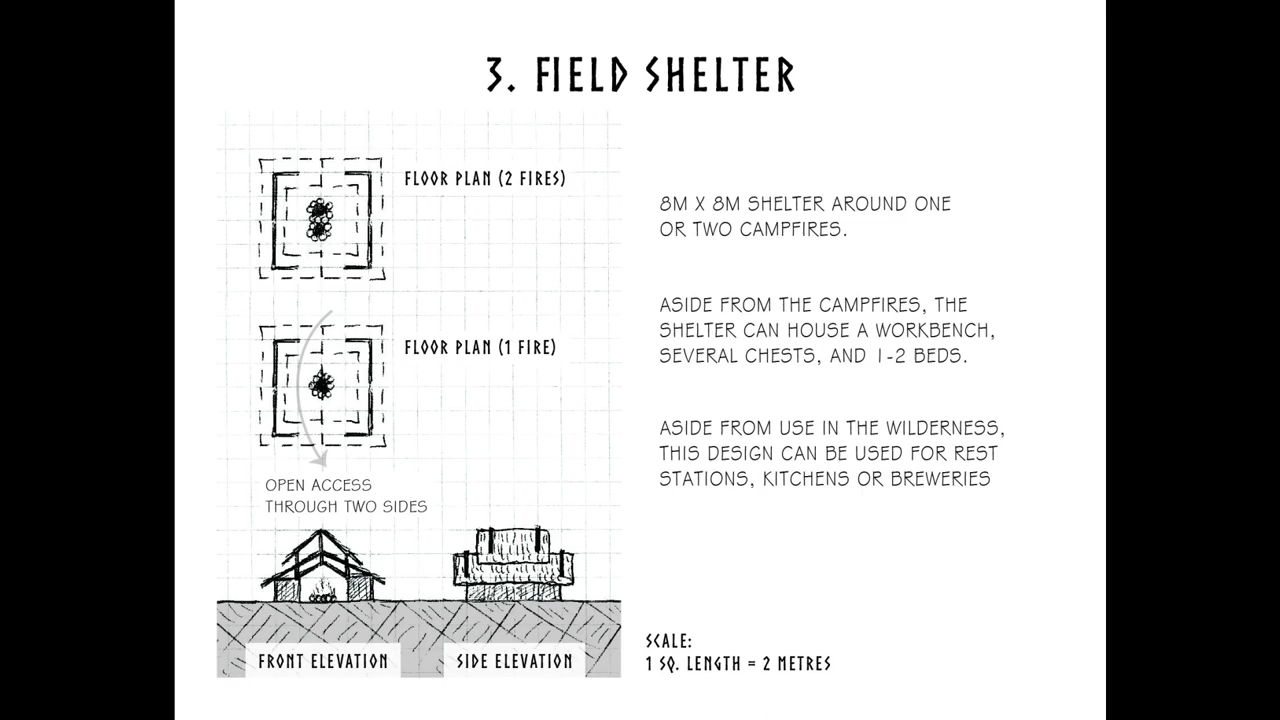 3. FIELD SHELTER
FLOOR PLAN (2 FIRES)
FLOOR PLAN (1 FIRE)
OPEN ACCESS
THROUGH TWO SIDES
FRONT ELEVATION
SIDE ELEVATION
8M X 8M SHELTER AROUND ONE
OR TWO CAMPFIRES.
ASIDE FROM THE CAMPFIRES, THE
SHELTER CAN HOUSE A WORKBENCH,
SEVERAL CHESTS, AND 1-2 BEDS.
ASIDE FROM USE IN THE WILDERNESS,
THIS DESIGN CAN BE USED FOR REST
STATIONS, KITCHENS OR BREWERIES
SCALE:
1 SQ. LENGTH = 2 METRES